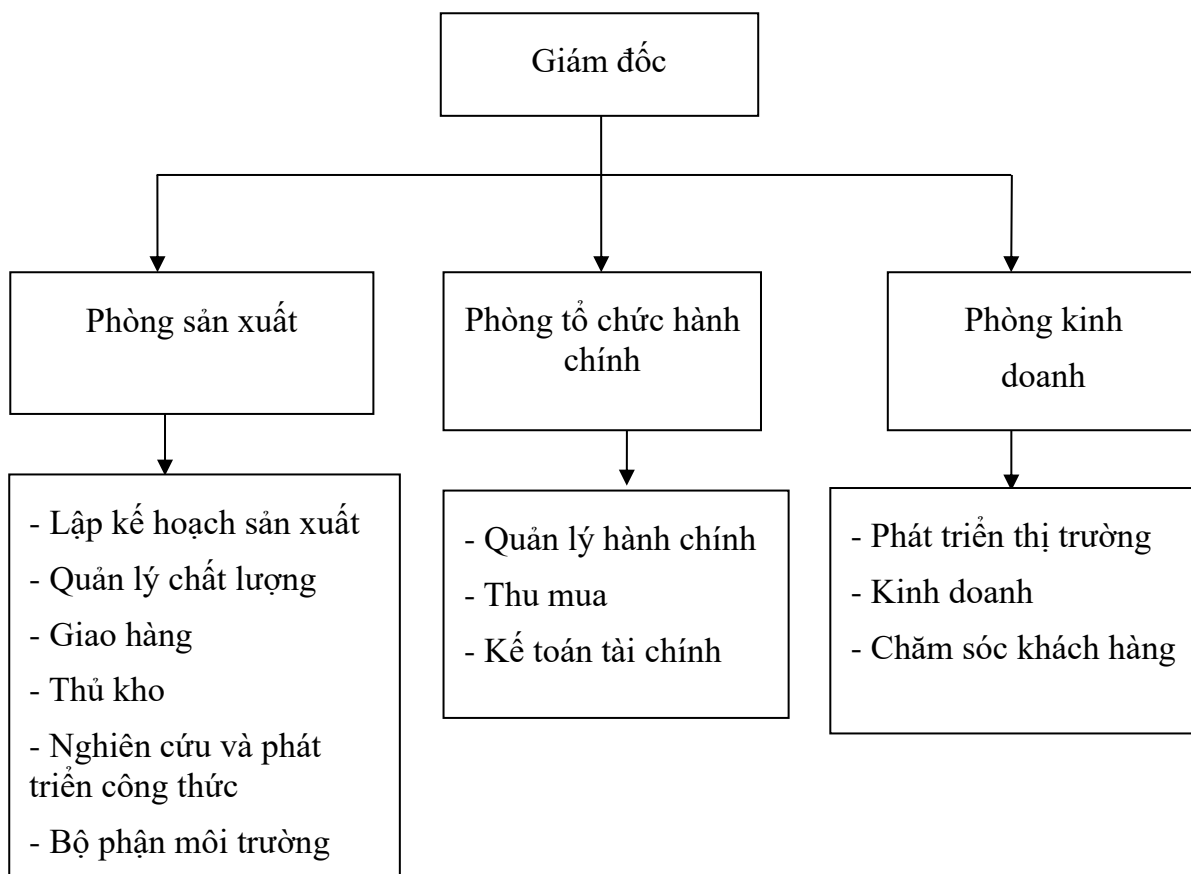 Giám đốc
Phòng sản xuất
Phòng tổ chức hành
chính
Phòng kinh
doanh
- Lập kế hoạch sản xuất
- Quản lý chất lượng
- Giao hàng
- Thủ kho
- Nghiên cứu và phát
triển công thức
- Bộ phận môi trường
- Quản lý hành chính
- Thu mua
- Kế toán tài chính
- Phát triển thị trường
- Kinh doanh
- Chăm sóc khách hàng